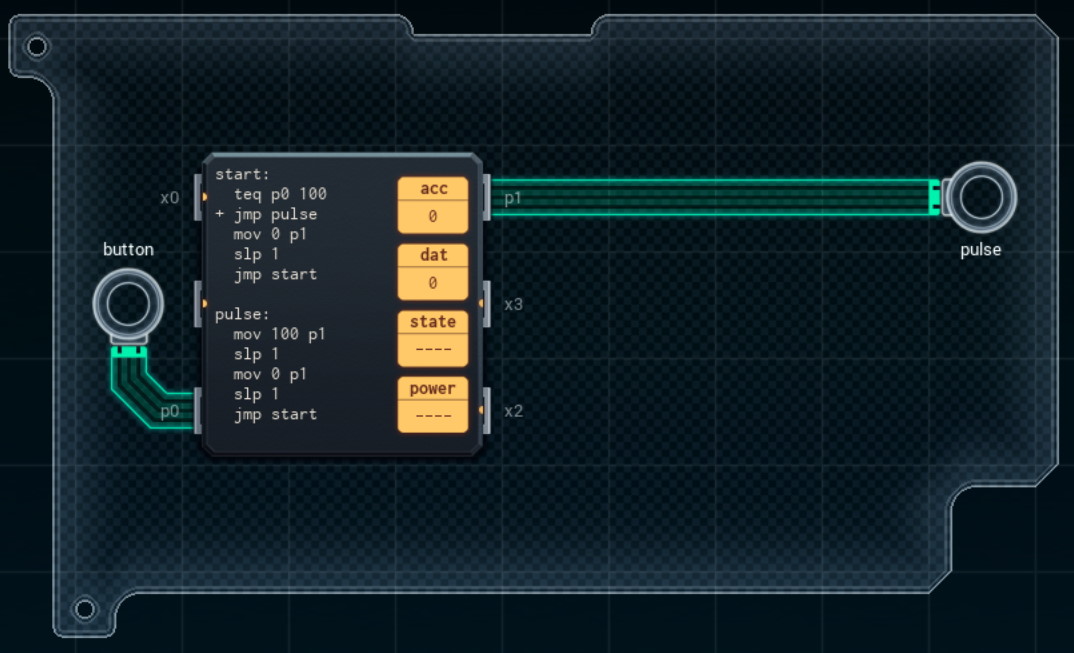 start:
teq p0 100
+ jmp pulse
mov 0 p1
slp 1
jmp start
pulse:
mov 100 p1
slp 1
mov 0 p1
slp 1
jmp start
acc
0
dat
0
state
----
power
----
x0
button
p0
p1
x3
x2
pulse